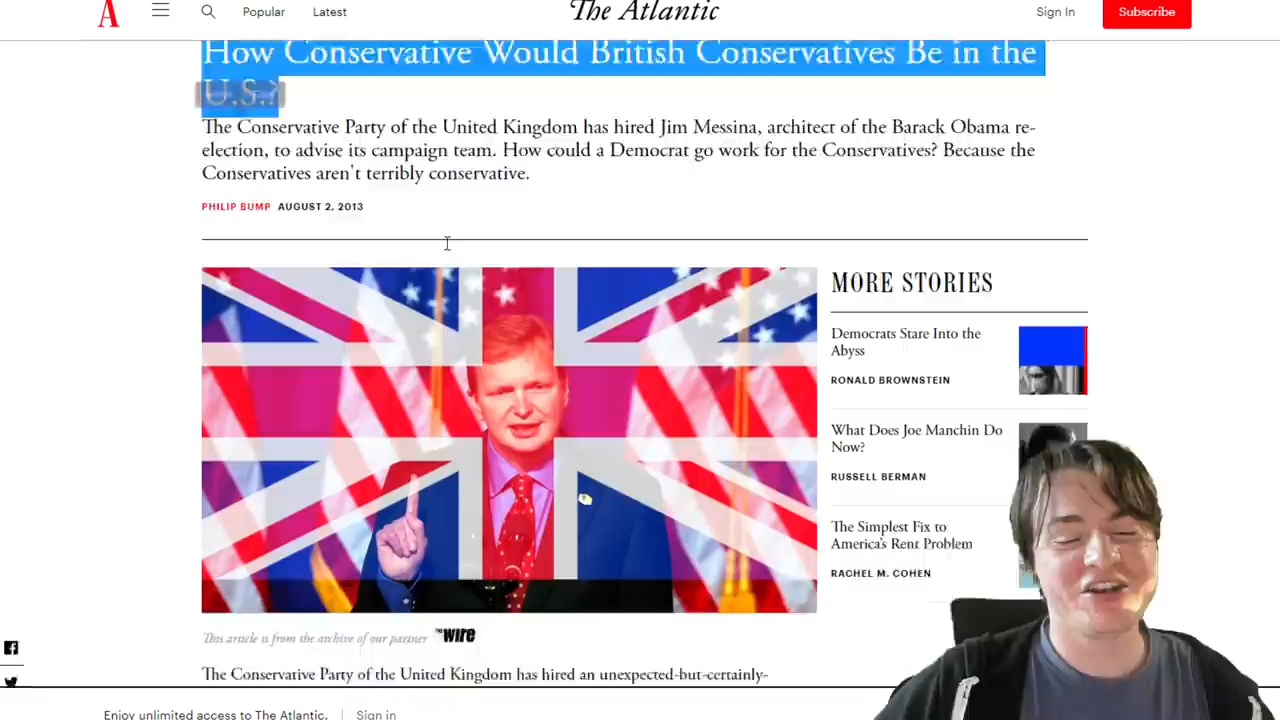 A
Popular
Latest
The Atlantic
Sign In
Subscribe
How Conservative Would British Conservatives Be in the
U.S.?
The Conservative Party of the United Kingdom has hired Jim Messina, architect of the Barack Obama re-
election, to advise its campaign team. How could a Democrat go work for the Conservatives? Because the
Conservatives aren't terribly conservative.
PHILIP BUMP AUGUST 2, 2013
MORE STORIES
Democrats Stare Into the
Abyss
RONALD BROWNSTEIN
What Does Joe Manchin Do
Now?
RUSSELL BERMAN
The Simplest Fix to
America's Rent Problem
RACHEL M. COHEN
This article is from the archive of our partner THE wire
The Conservative Party of the United Kingdom has hired an unexpected-but-certainly-
Enjoy unlimited access to The Atlantic.
Sign in